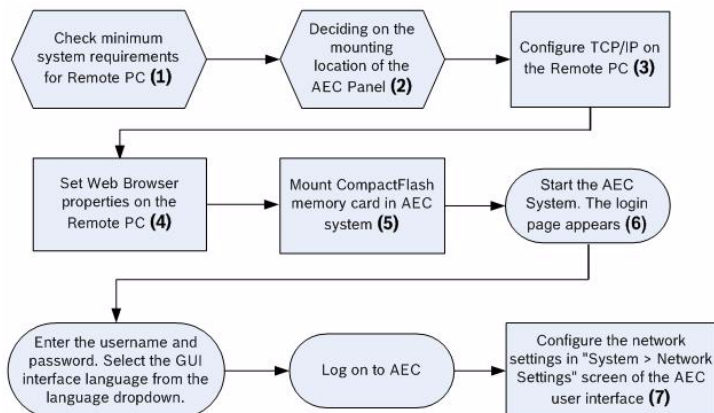 Check minimum
system requirements
for Remote PC (1)
Deciding on the
mounting
location of the
AEC Panel (2)
Configure TCP/IP on
the Remote PC (3)
Set Web Browser
properties on the
Remote PC (4)
Mount CompactFlash
memory card in AEC
system (5)
Start the AEC
System. The login
page appears (6)
Enter the username and
password. Select the GUI
interface language from the
language dropdown.
Log on to AEC
Configure the network
settings in "System > Network
Settings" screen of the AEC
user interface (7)